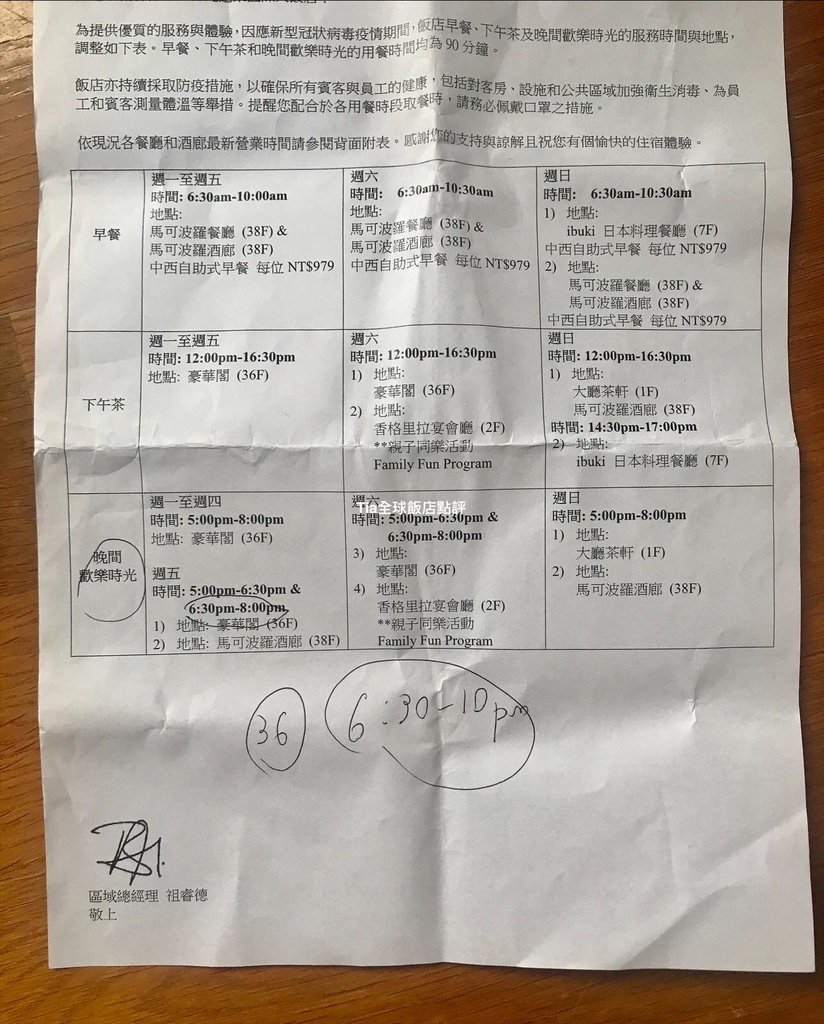 為提供優質的服務與體驗，因應新型冠狀病毒疫情期間，飯店早餐、下午茶及晚間歡樂時光的服務時間與地點，
調整如下表。早餐、下午茶和晚間歡樂時光的用餐時間均為 90 分鐘。
飯店亦持續採取防疫措施，以確保所有賓客與員工的健康，包括對客房、設施和公共區域加強衛生消毒、為員
工和賓客測量體溫等舉措。提醒您配合於各用餐時段取餐時，請務必佩戴口罩之措施。
依現況各餐廳和酒廊最新營業時間請參閱背面附表。感謝您的支持與諒解且祝您有個愉快的住宿體驗。
早餐
週一至週五
時間: 6:30am-10:00am
地點:
馬可波羅餐廳 (38F) &
馬可波羅酒廊 (38F)
中西自助式早餐 每位 NT$979
週六
時間: 6:30am-10:30am
地點:
馬可波羅餐廳 (38F) &
馬可波羅酒廊 (38F)
中西自助式早餐 每位 NT$979
週日
時間: 6:30am-10:30am
1) 地點:
ibuki 日本料理餐廳 (7F)
中西自助式早餐 每位 NT$979
2) 地點:
馬可波羅餐廳 (38F) &
馬可波羅酒廊 (38F)
中西自助式早餐 每位 NT$979
下午茶
週一至週五
時間: 12:00pm-16:30pm
地點: 豪華閣 (36F)
週六
時間: 12:00pm-16:30pm
1) 地點:
豪華閣 (36F)
2) 地點:
香格里拉宴會廳 (2F)
**親子同樂活動
Family Fun Program
週日
時間: 12:00pm-16:30pm
1) 地點:
大廳茶軒 (1F)
馬可波羅酒廊 (38F)
時間: 14:30pm-17:00pm
2) 地點:
ibuki 日本料理餐廳 (7F)
晚間
歡樂時光
週一至週四
時間: 5:00pm-8:00pm
地點: 豪華閣 (36F)
週五
時間: 5:00pm-6:30pm &
6:30pm-8:00pm
1) 地點: 豪華閣 (36F)
2) 地點: 馬可波羅酒廊 (38F)
週六
Tia全球飯店點評
時間: 5:00pm-6:30pm &
6:30pm-8:00pm
3) 地點:
豪華閣 (36F)
4) 地點:
香格里拉宴會廳 (2F)
**親子同樂活動
Family Fun Program
週日
時間: 5:00pm-8:00pm
1) 地點:
大廳茶軒 (1F)
2) 地點:
馬可波羅酒廊 (38F)
36 6:30-10pm
區域總經理 祖睿德
敬上